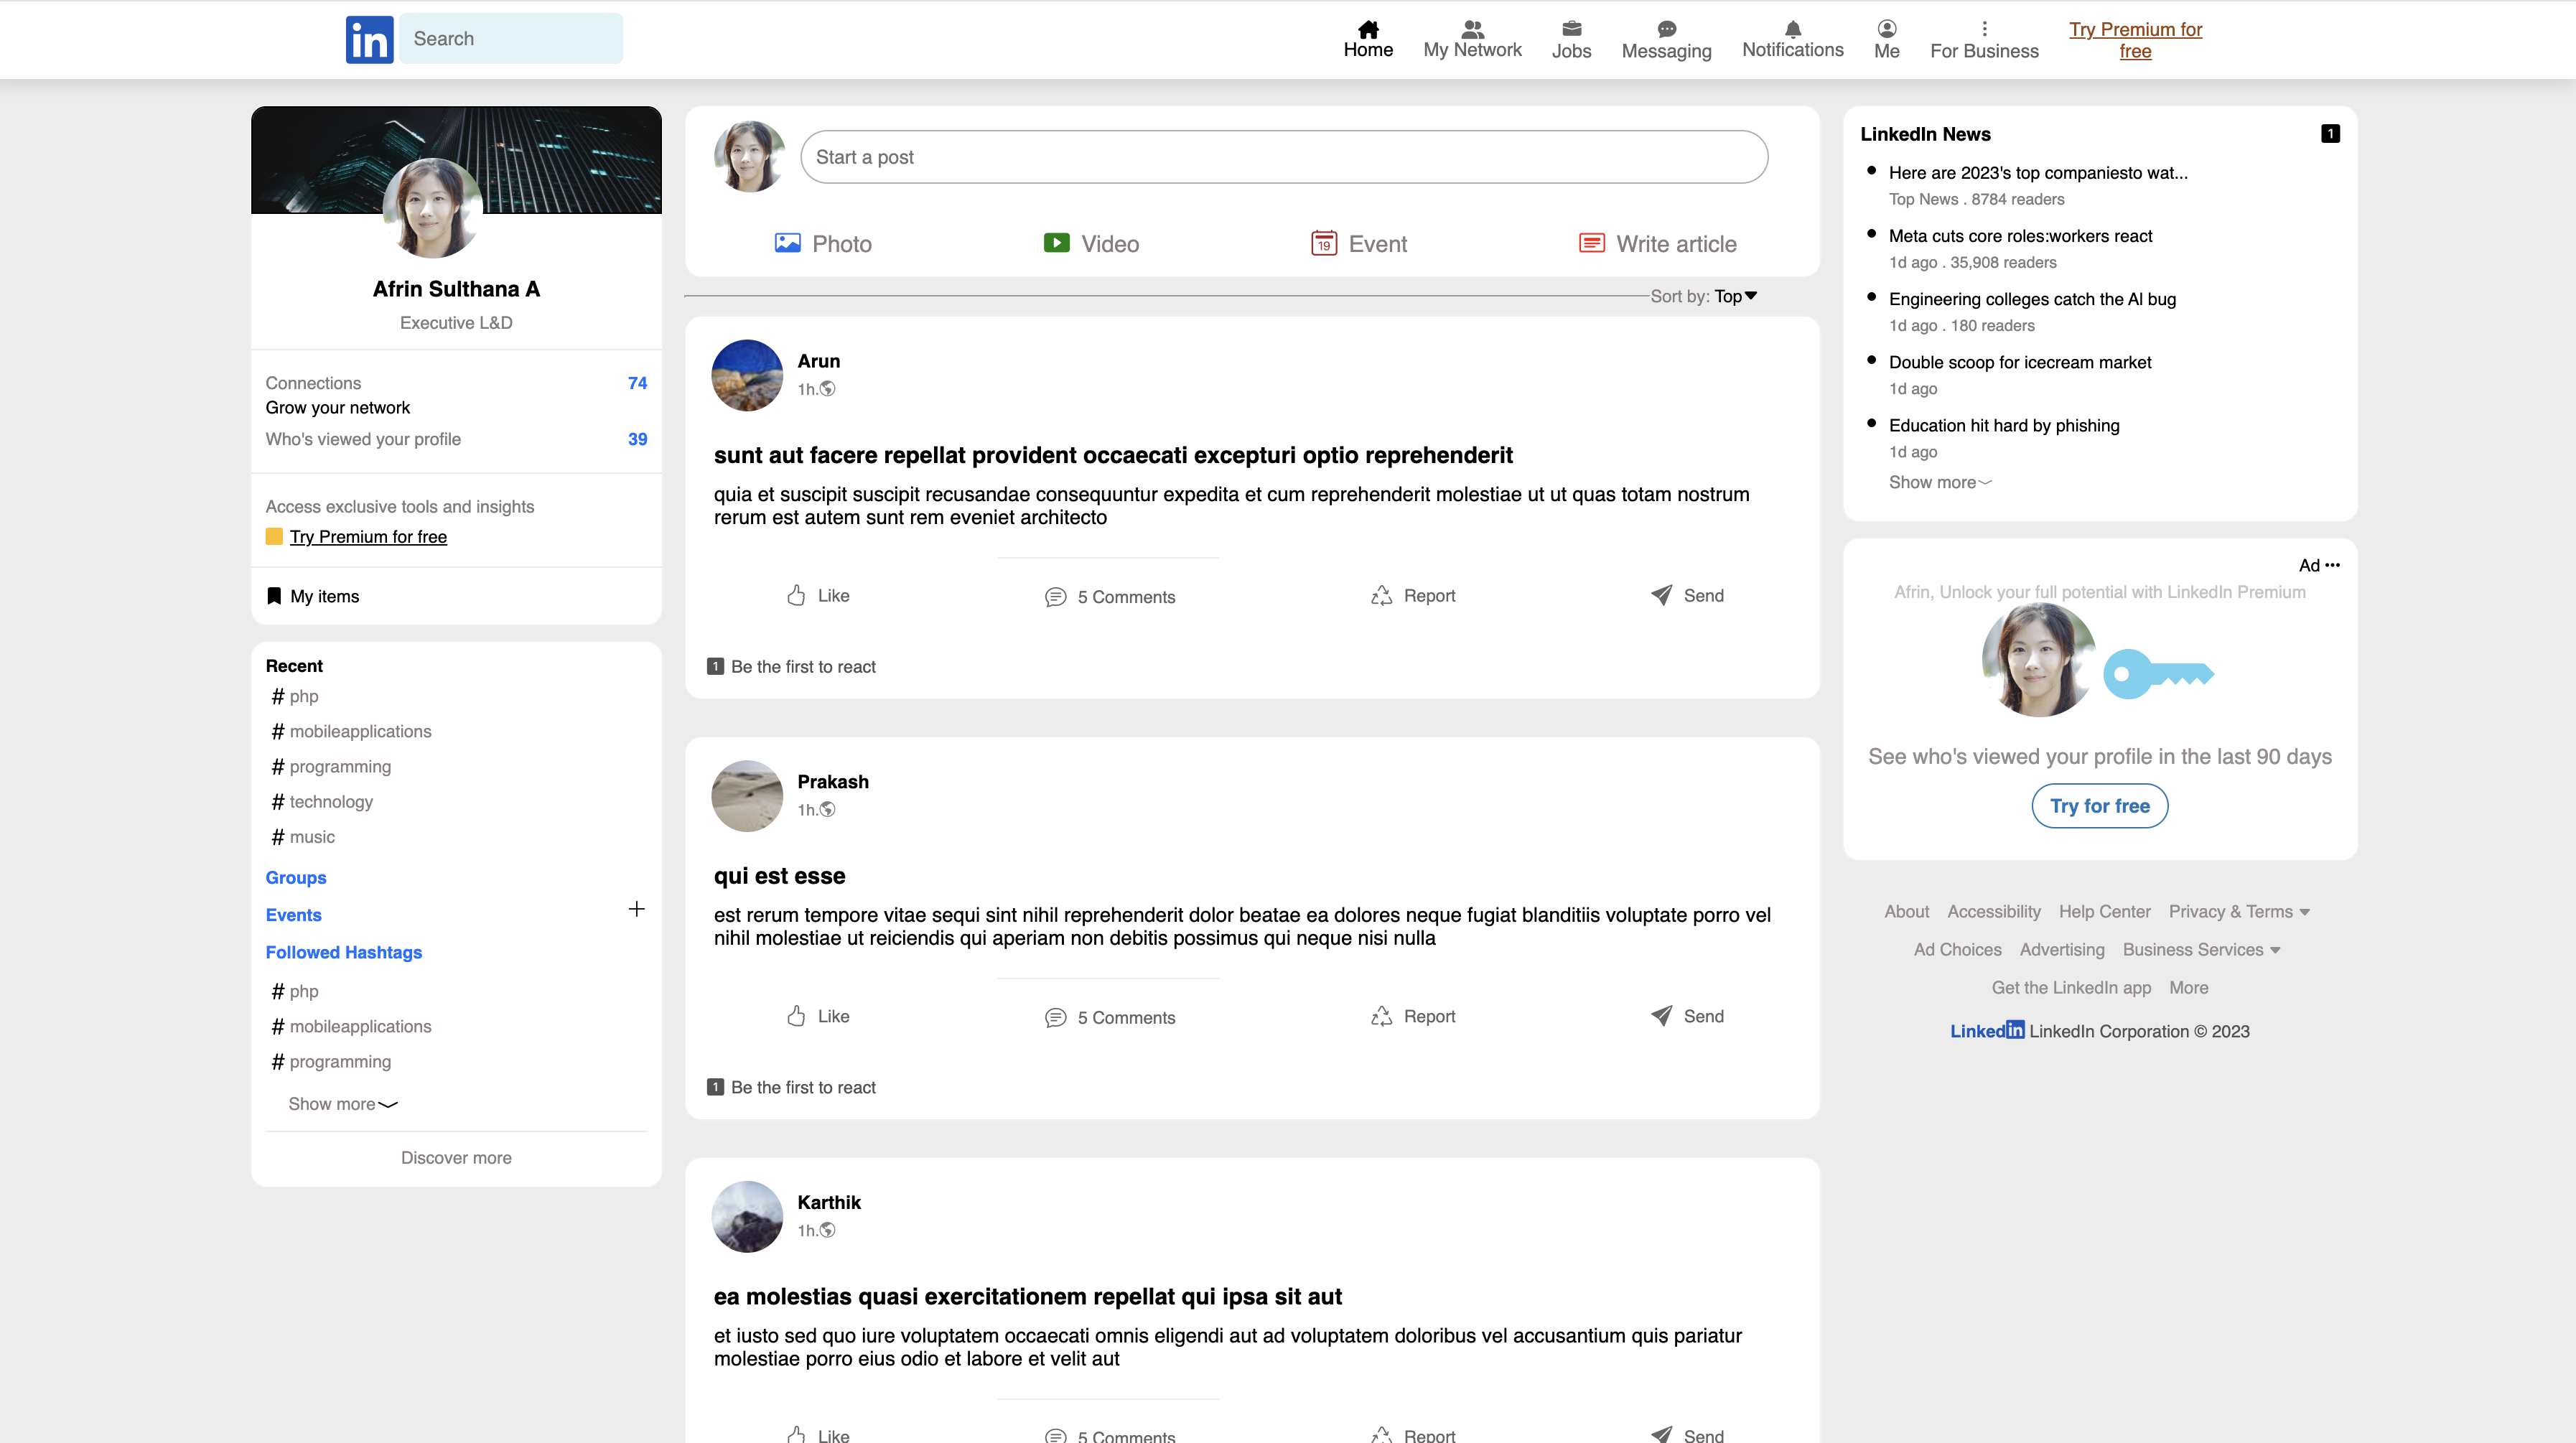 in Search
Home
My Network
Jobs
Messaging
Notifications
Me
For Business
Try Premium for
free
Afrin Sulthana A
Executive L&D
Connections 74
Grow your network
Who's viewed your profile 39
Access exclusive tools and insights
Try Premium for free
My items
Recent
# php
# mobileapplications
# programming
# technology
# music
Groups
Events
Followed Hashtags
# php
# mobileapplications
# programming
Show more
Discover more
Start a post
Photo
Video
19 Event
Write article
Sort by: Top
Arun
1h.
sunt aut facere repellat provident occaecati excepturi optio reprehenderit
quia et suscipit suscipit recusandae consequuntur expedita et cum reprehenderit molestiae ut ut quas totam nostrum
rerum est autem sunt rem eveniet architecto
Like
5 Comments
Report
Send
1 Be the first to react
Prakash
1h.
qui est esse
est rerum tempore vitae sequi sint nihil reprehenderit dolor beatae ea dolores neque fugiat blanditiis voluptate porro vel
nihil molestiae ut reiciendis qui aperiam non debitis possimus qui neque nisi nulla
Like
5 Comments
Report
Send
1 Be the first to react
Karthik
1h.
ea molestias quasi exercitationem repellat qui ipsa sit aut
et iusto sed quo iure voluptatem occaecati omnis eligendi aut ad voluptatem doloribus vel accusantium quis pariatur
molestiae porro eius odio et labore et velit aut
Like
5 Comments
Report
Send
LinkedIn News 1
Here are 2023's top companiesto wat...
Top News . 8784 readers
Meta cuts core roles:workers react
1d ago . 35,908 readers
Engineering colleges catch the AI bug
1d ago . 180 readers
Double scoop for icecream market
1d ago
Education hit hard by phishing
1d ago
Show more
Ad •••
Afrin, Unlock your full potential with LinkedIn Premium
See who's viewed your profile in the last 90 days
Try for free
About Accessibility Help Center Privacy & Terms
Ad Choices Advertising Business Services
Get the LinkedIn app More
Linkedin LinkedIn Corporation © 2023